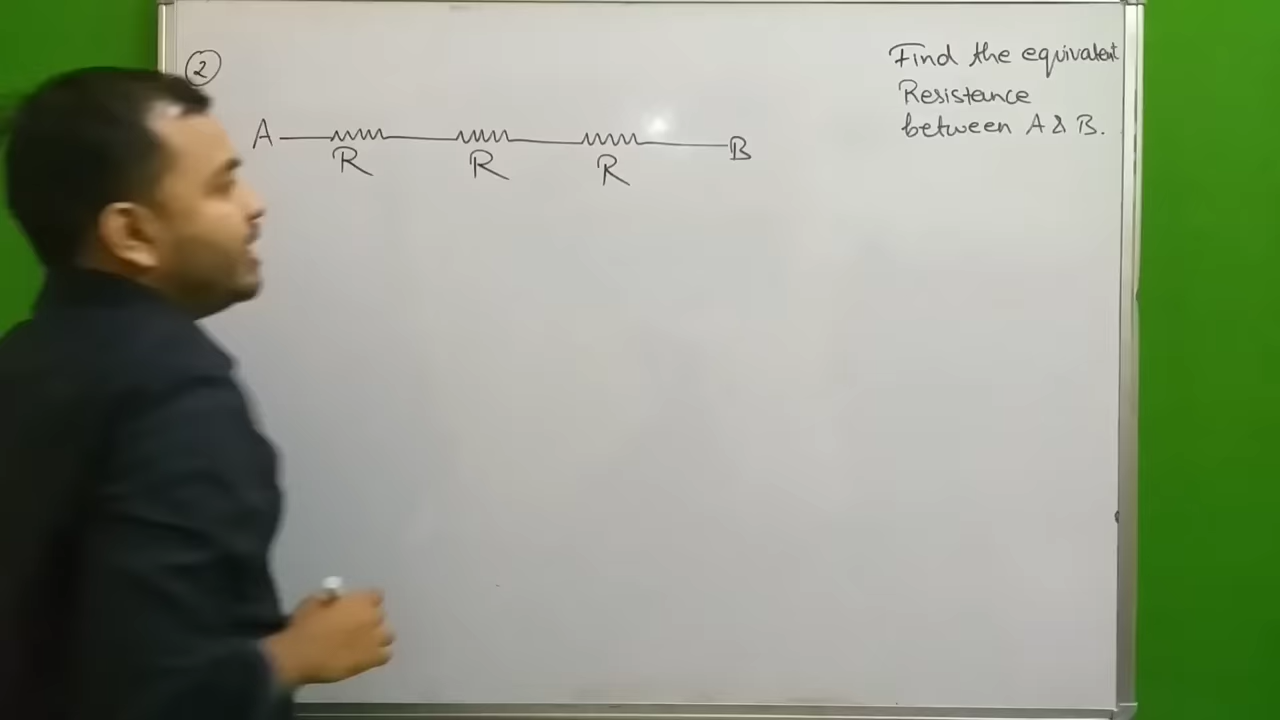 2
Find the equivalent
Resistance
between A & B.
A B
R R R